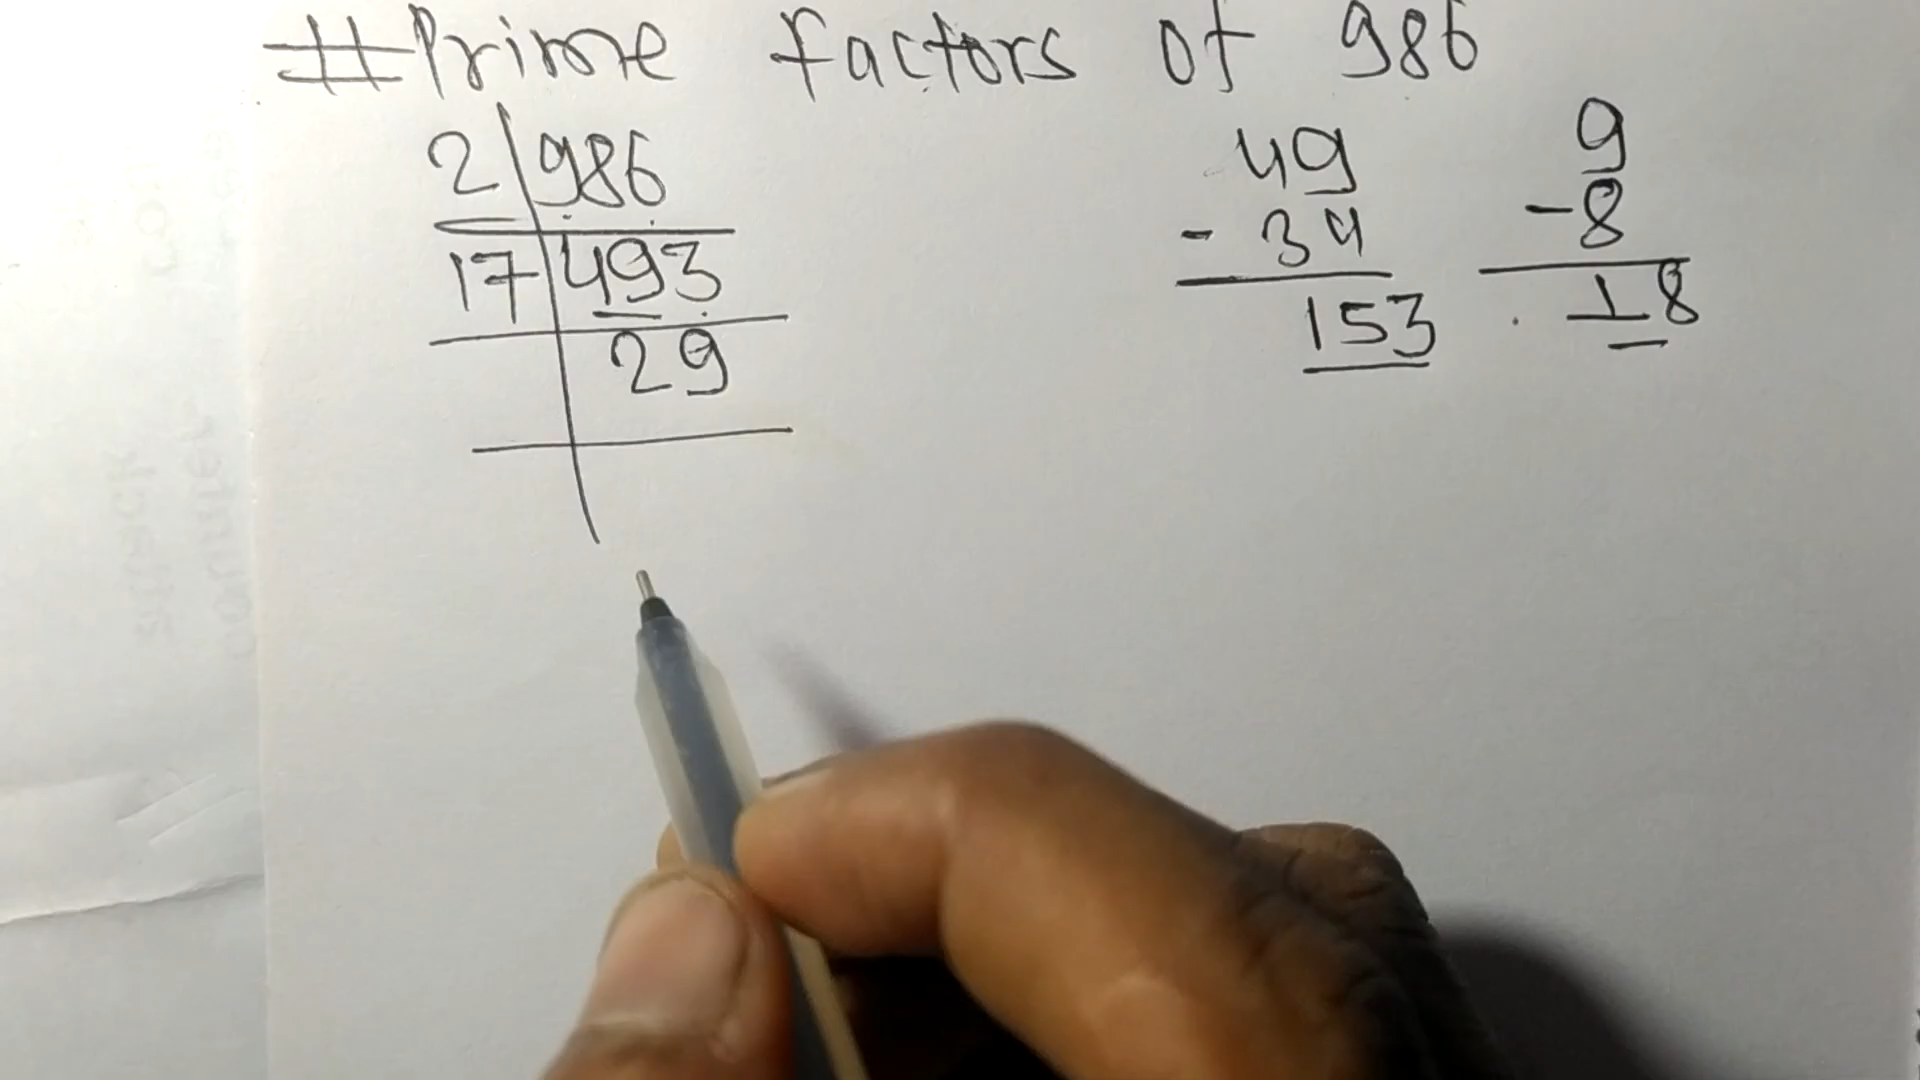 #Prime factors of 986
2 | 986
17 | 493
29
49
- 34
153
9
- 8
18